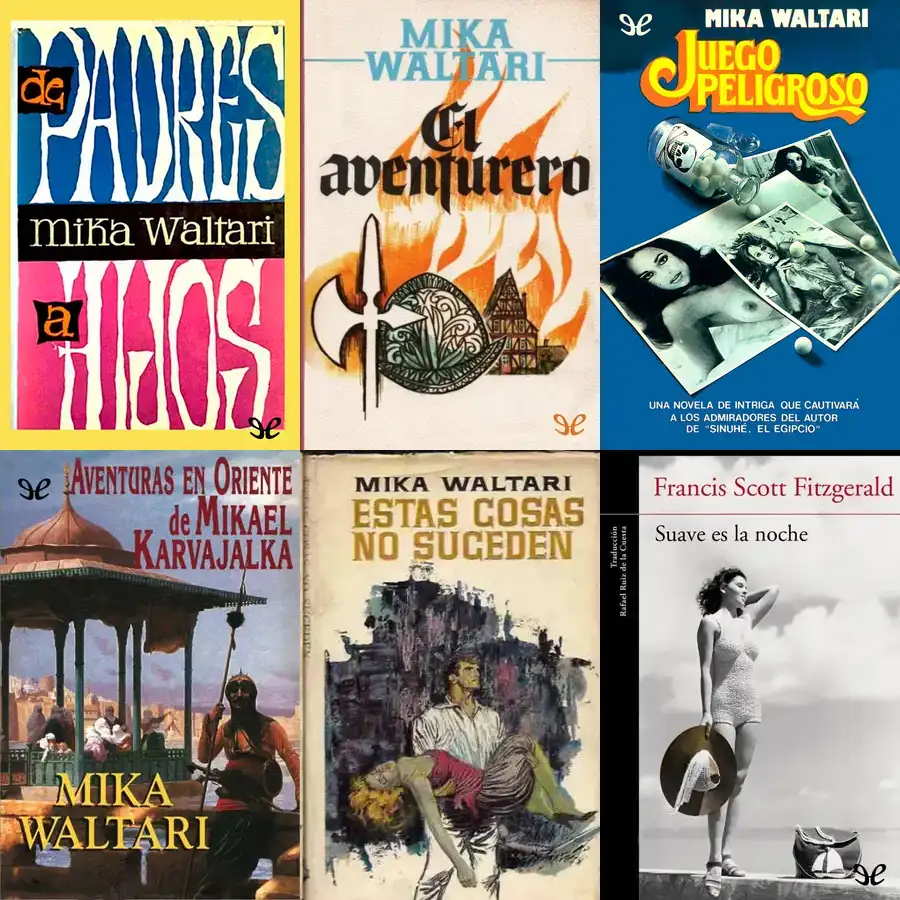 de
PADRES
Mika Waltari
a
HIJOS
MIKA
WALTARI
El
aventurero
MIKA WALTARI
JUEGO
PELIGROSO
UNA NOVELA DE INTRIGA QUE CAUTIVARÁ
A LOS ADMIRADORES DEL AUTOR
DE "SINUHÉ, EL EGIPCIO"
AVENTURAS EN ORIENTE
de MIKAEL
KARVAJALKA
MIKA
WALTARI
MIKA WALTARI
ESTAS COSAS
NO SUCEDEN
Francis Scott Fitzgerald
Suave es la noche
Traducción
Rafael Ruiz de la Cuesta